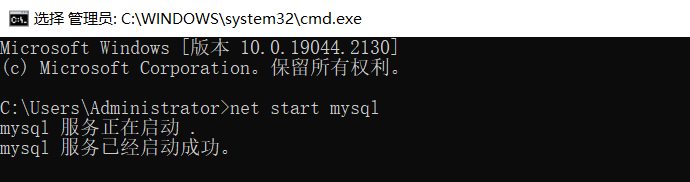 选择 管理员: C:\WINDOWS\system32\cmd.exe
Microsoft Windows [版本 10.0.19044.2130]
(c) Microsoft Corporation。保留所有权利。
C:\Users\Administrator>net start mysql
mysql 服务正在启动 .
mysql 服务已经启动成功。